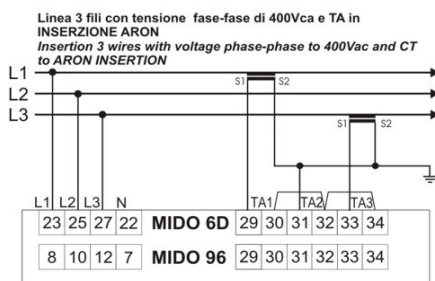 Linea 3 fili con tensione fase-fase di 400Vca e TA in
INSERZIONE ARON
Insertion 3 wires with voltage phase-phase to 400Vac and CT
to ARON INSERTION
L1
S1 S2
L2
L3
S1 S2
L1 L2 L3 N TA1 TA2 TA3
23 25 27 22 MIDO 6D 29 30 31 32 33 34
8 10 12 7 MIDO 96 29 30 31 32 33 34